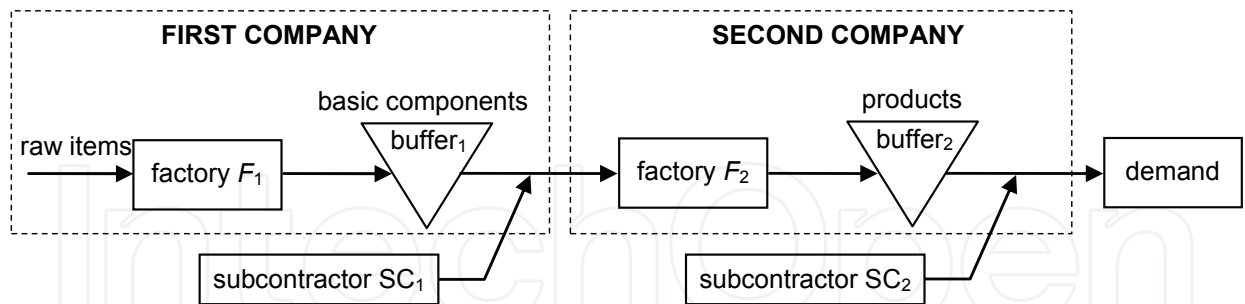 FIRST COMPANY
SECOND COMPANY
basic components
products
raw items
factory F₁
buffer₁
factory F₂
buffer₂
demand
subcontractor SC₁
subcontractor SC₂
IntechOpen